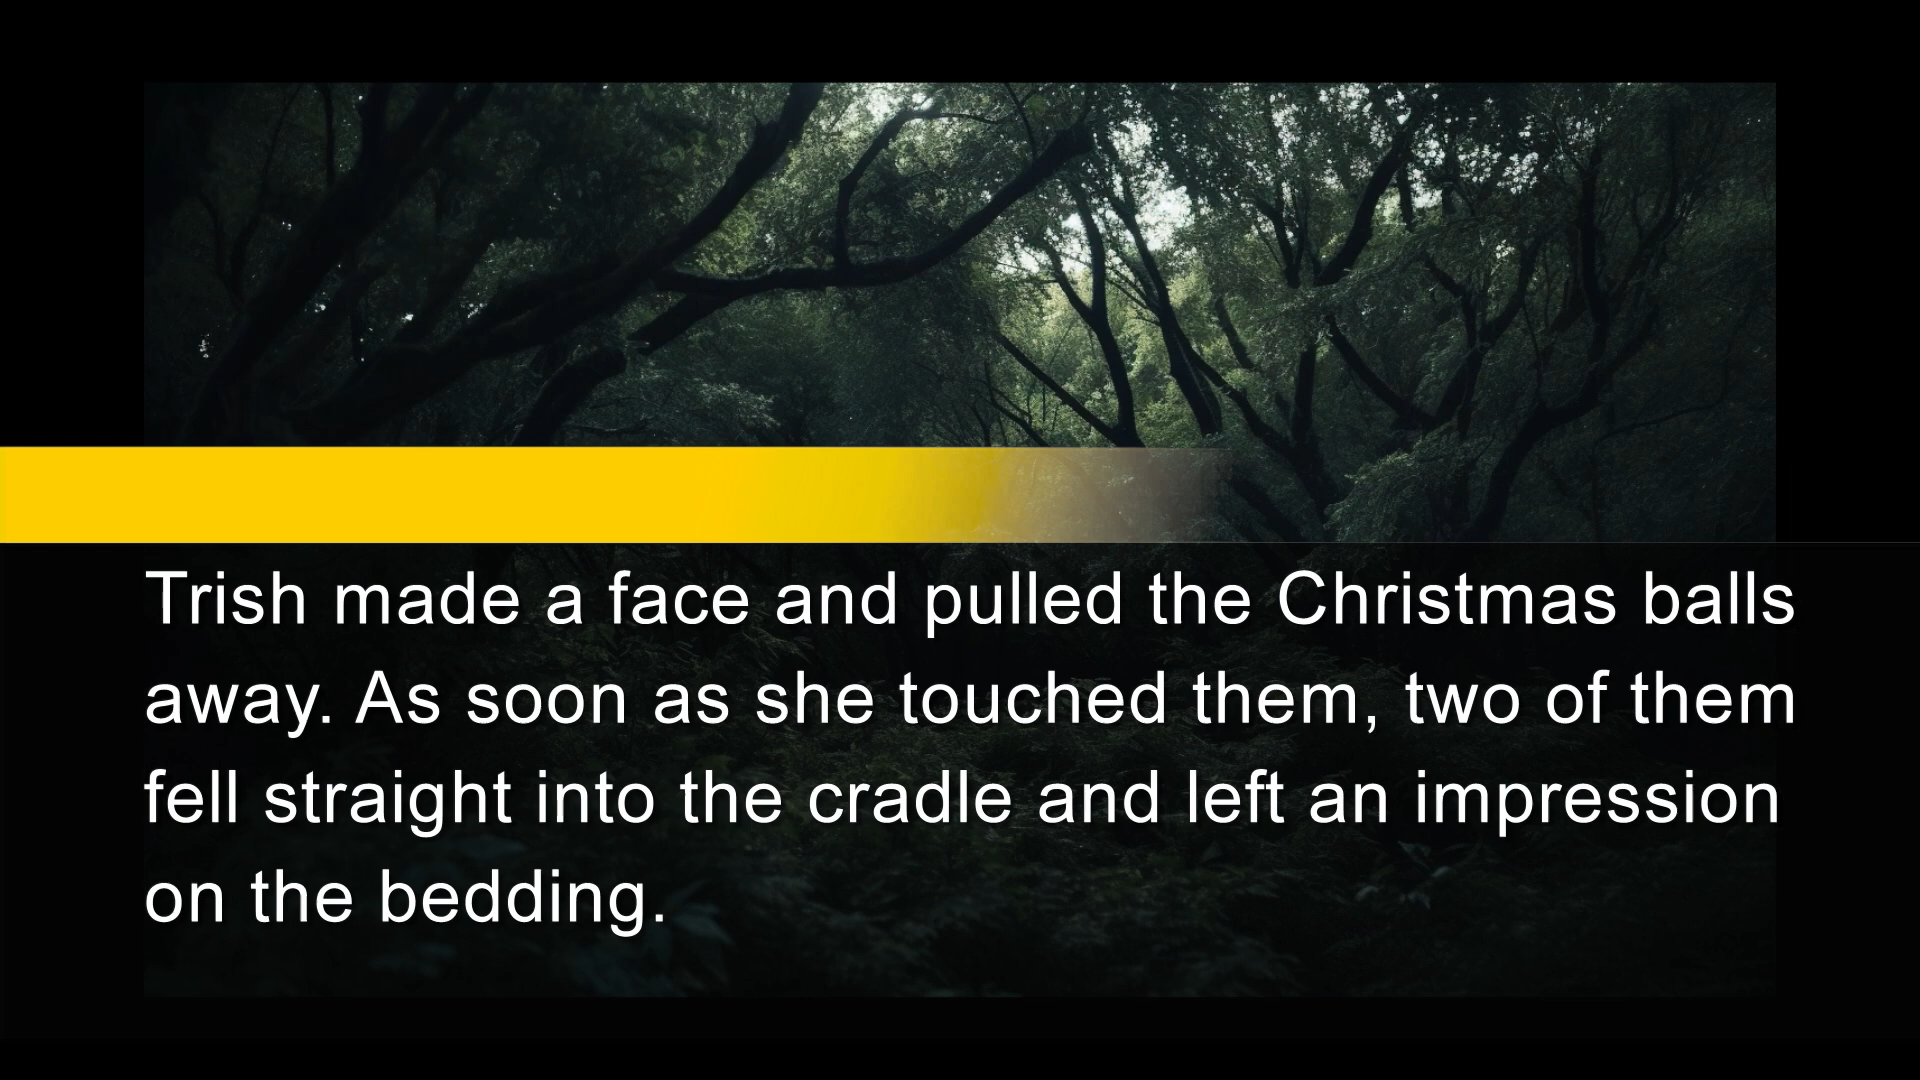 Trish made a face and pulled the Christmas balls
away. As soon as she touched them, two of them
fell straight into the cradle and left an impression
on the bedding.